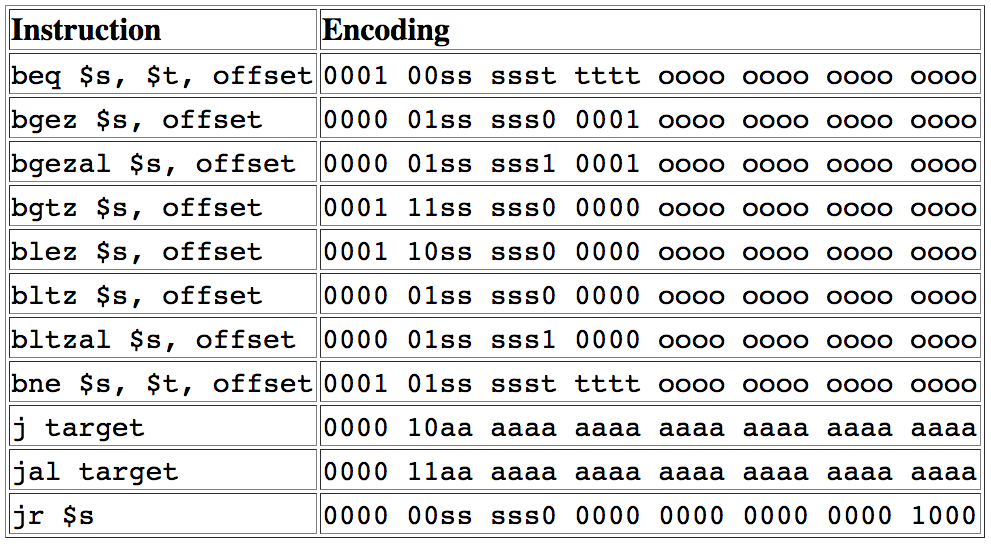 Instruction Encoding
beq $s, $t, offset 0001 00ss ssst tttt oooo oooo oooo oooo
bgez $s, offset 0000 01ss sss0 0001 oooo oooo oooo oooo
bgezal $s, offset 0000 01ss sss1 0001 oooo oooo oooo oooo
bgtz $s, offset 0001 11ss sss0 0000 oooo oooo oooo oooo
blez $s, offset 0001 10ss sss0 0000 oooo oooo oooo oooo
bltz $s, offset 0000 01ss sss0 0000 oooo oooo oooo oooo
bltzal $s, offset 0000 01ss sss1 0000 oooo oooo oooo oooo
bne $s, $t, offset 0001 01ss ssst tttt oooo oooo oooo oooo
j target 0000 10aa aaaa aaaa aaaa aaaa aaaa aaaa
jal target 0000 11aa aaaa aaaa aaaa aaaa aaaa aaaa
jr $s 0000 00ss sss0 0000 0000 0000 0000 1000